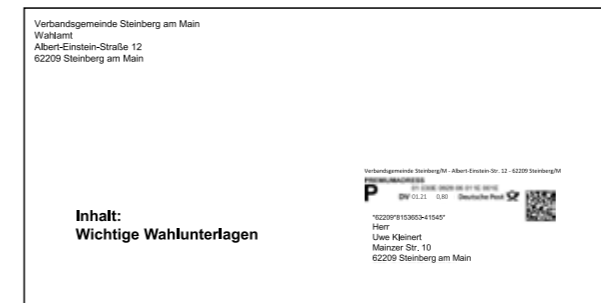 Verbandsgemeinde Steinberg am Main
Wahlamt
Albert-Einstein-Straße 12
62209 Steinberg am Main
Verbandsgemeinde Steinberg/M - Albert-Einstein-Str. 12 - 62209 Steinberg/M
PREMIUMADRESS
P
DV 01.21 0,80 Deutsche Post
Inhalt:
Wichtige Wahlunterlagen
*62209*8153653-41545*
Herr
Uwe Kleinert
Mainzer Str. 10
62209 Steinberg am Main